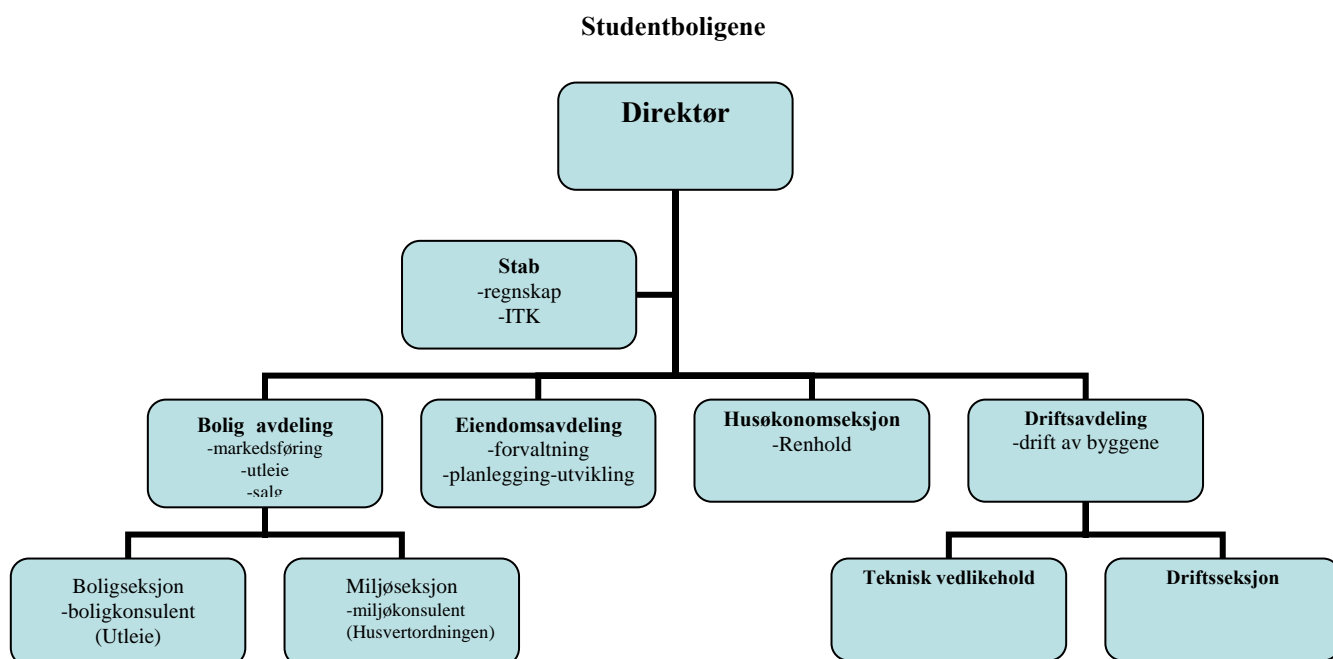 Studentboligene
Direktør
Stab
-regnskap
-ITK
Bolig avdeling
-markedsføring
-utleie
-salg
Eiendomsavdeling
-forvaltning
-planlegging-utvikling
Husøkonomseksjon
-Renhold
Driftsavdeling
-drift av byggene
Boligseksjon
-boligkonsulent
(Utleie)
Miljøseksjon
-miljøkonsulent
(Husvertordningen)
Teknisk vedlikehold
Driftsseksjon